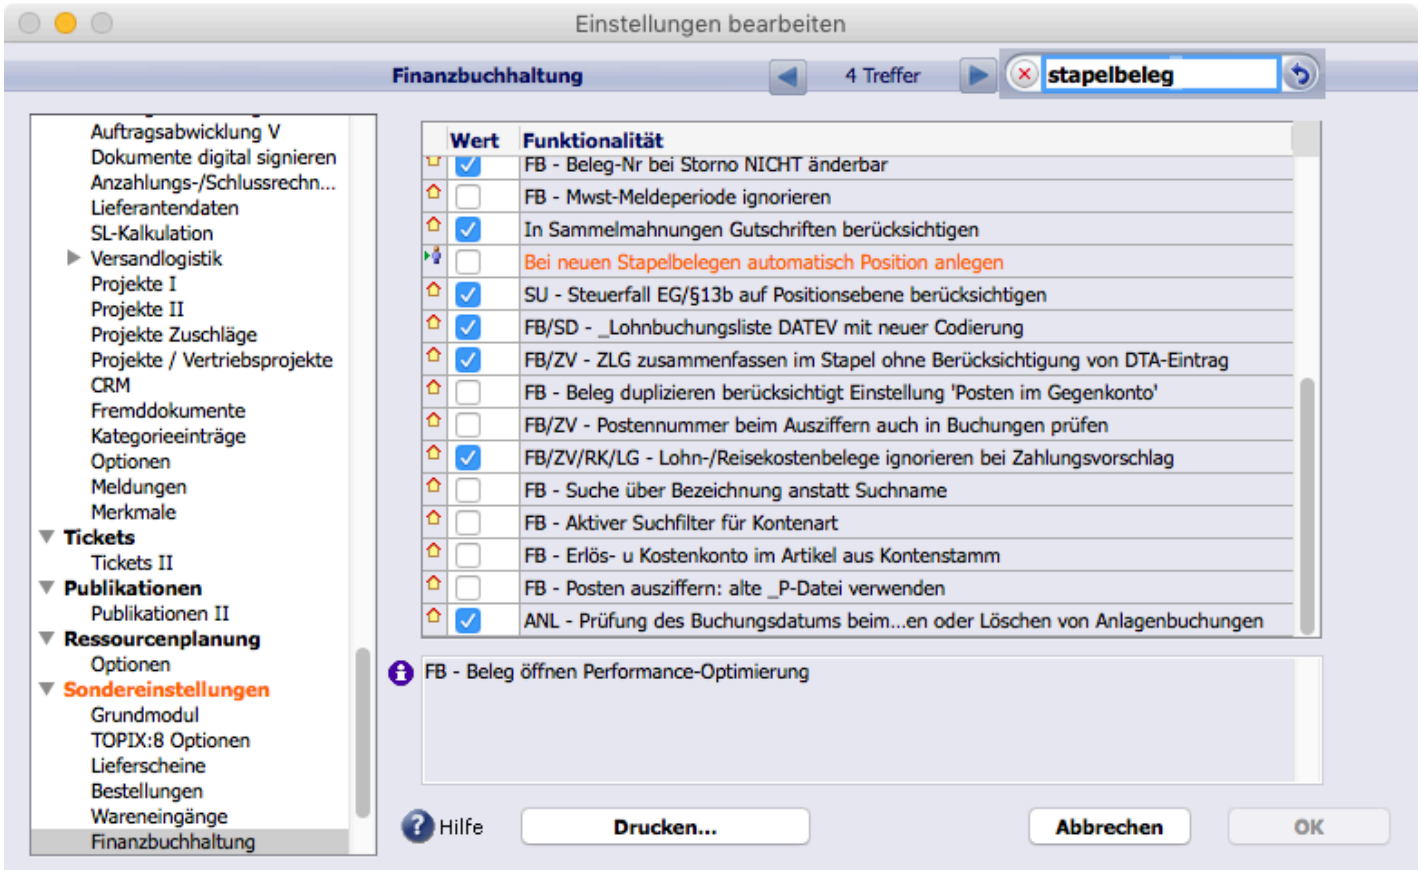 Einstellungen bearbeiten
Finanzbuchhaltung
4 Treffer
stapelbeleg
Auftragsabwicklung V
Dokumente digital signieren
Anzahlungs-/Schlussrechn...
Lieferantendaten
SL-Kalkulation
Versandlogistik
Projekte I
Projekte II
Projekte Zuschläge
Projekte / Vertriebsprojekte
CRM
Fremddokumente
Kategorieeinträge
Optionen
Meldungen
Merkmale
Tickets
Tickets II
Publikationen
Publikationen II
Ressourcenplanung
Optionen
Sondereinstellungen
Grundmodul
TOPIX:8 Optionen
Lieferscheine
Bestellungen
Wareneingänge
Finanzbuchhaltung
Wert Funktionalität
FB - Beleg-Nr bei Storno NICHT änderbar
FB - Mwst-Meldeperiode ignorieren
In Sammelmahnungen Gutschriften berücksichtigen
Bei neuen Stapelbelegen automatisch Position anlegen
SU - Steuerfall EG/§13b auf Positionsebene berücksichtigen
FB/SD - _Lohnbuchungsliste DATEV mit neuer Codierung
FB/ZV - ZLG zusammenfassen im Stapel ohne Berücksichtigung von DTA-Eintrag
FB - Beleg duplizieren berücksichtigt Einstellung 'Posten im Gegenkonto'
FB/ZV - Postennummer beim Ausziffern auch in Buchungen prüfen
FB/ZV/RK/LG - Lohn-/Reisekostenbelege ignorieren bei Zahlungsvorschlag
FB - Suche über Bezeichnung anstatt Suchname
FB - Aktiver Suchfilter für Kontenart
FB - Erlös- u Kostenkonto im Artikel aus Kontenstamm
FB - Posten ausziffern: alte _P-Datei verwenden
ANL - Prüfung des Buchungsdatums beim...en oder Löschen von Anlagenbuchungen
FB - Beleg öffnen Performance-Optimierung
Hilfe
Drucken...
Abbrechen
OK